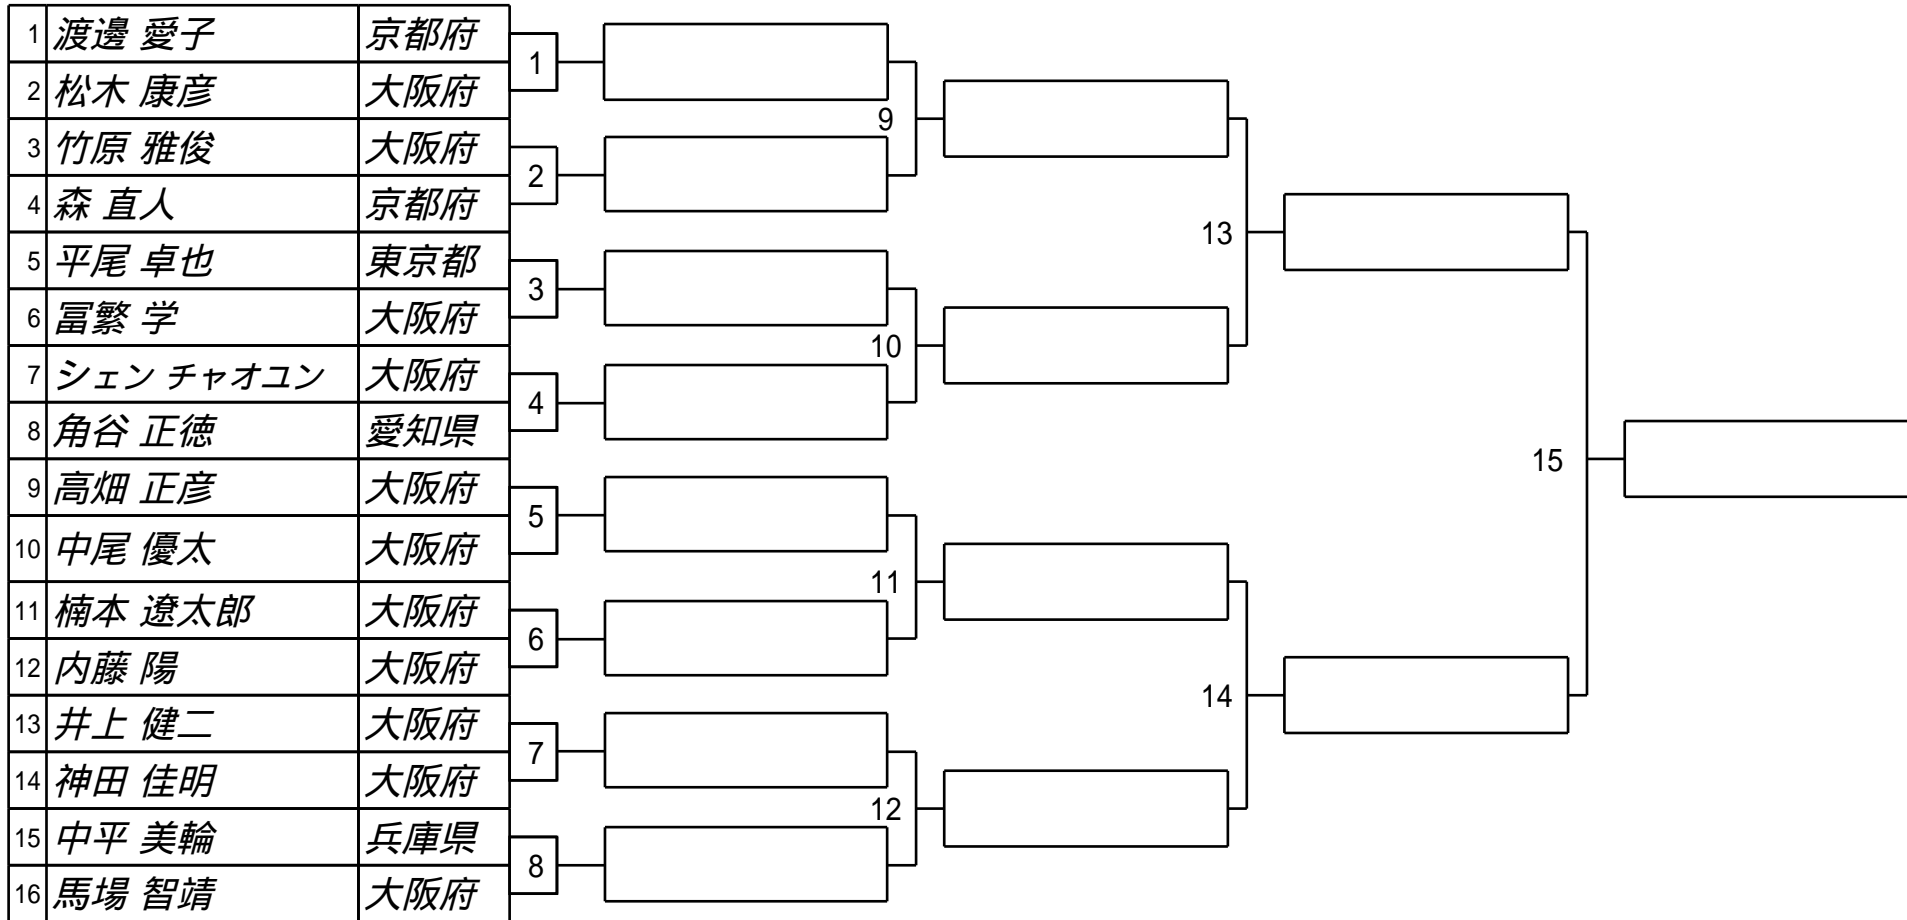 1 渡邊 愛子 京都府
2 松木 康彦 大阪府
3 竹原 雅俊 大阪府
4 森 直人 京都府
5 平尾 卓也 東京都
6 冨繁 学 大阪府
7 シェン チャオユン 大阪府
8 角谷 正徳 愛知県
9 高畑 正彦 大阪府
10 中尾 優太 大阪府
11 楠本 遼太郎 大阪府
12 内藤 陽 大阪府
13 井上 健二 大阪府
14 神田 佳明 大阪府
15 中平 美輪 兵庫県
16 馬場 智靖 大阪府
1
2
3
4
5
6
7
8
9
10
11
12
13
14
15